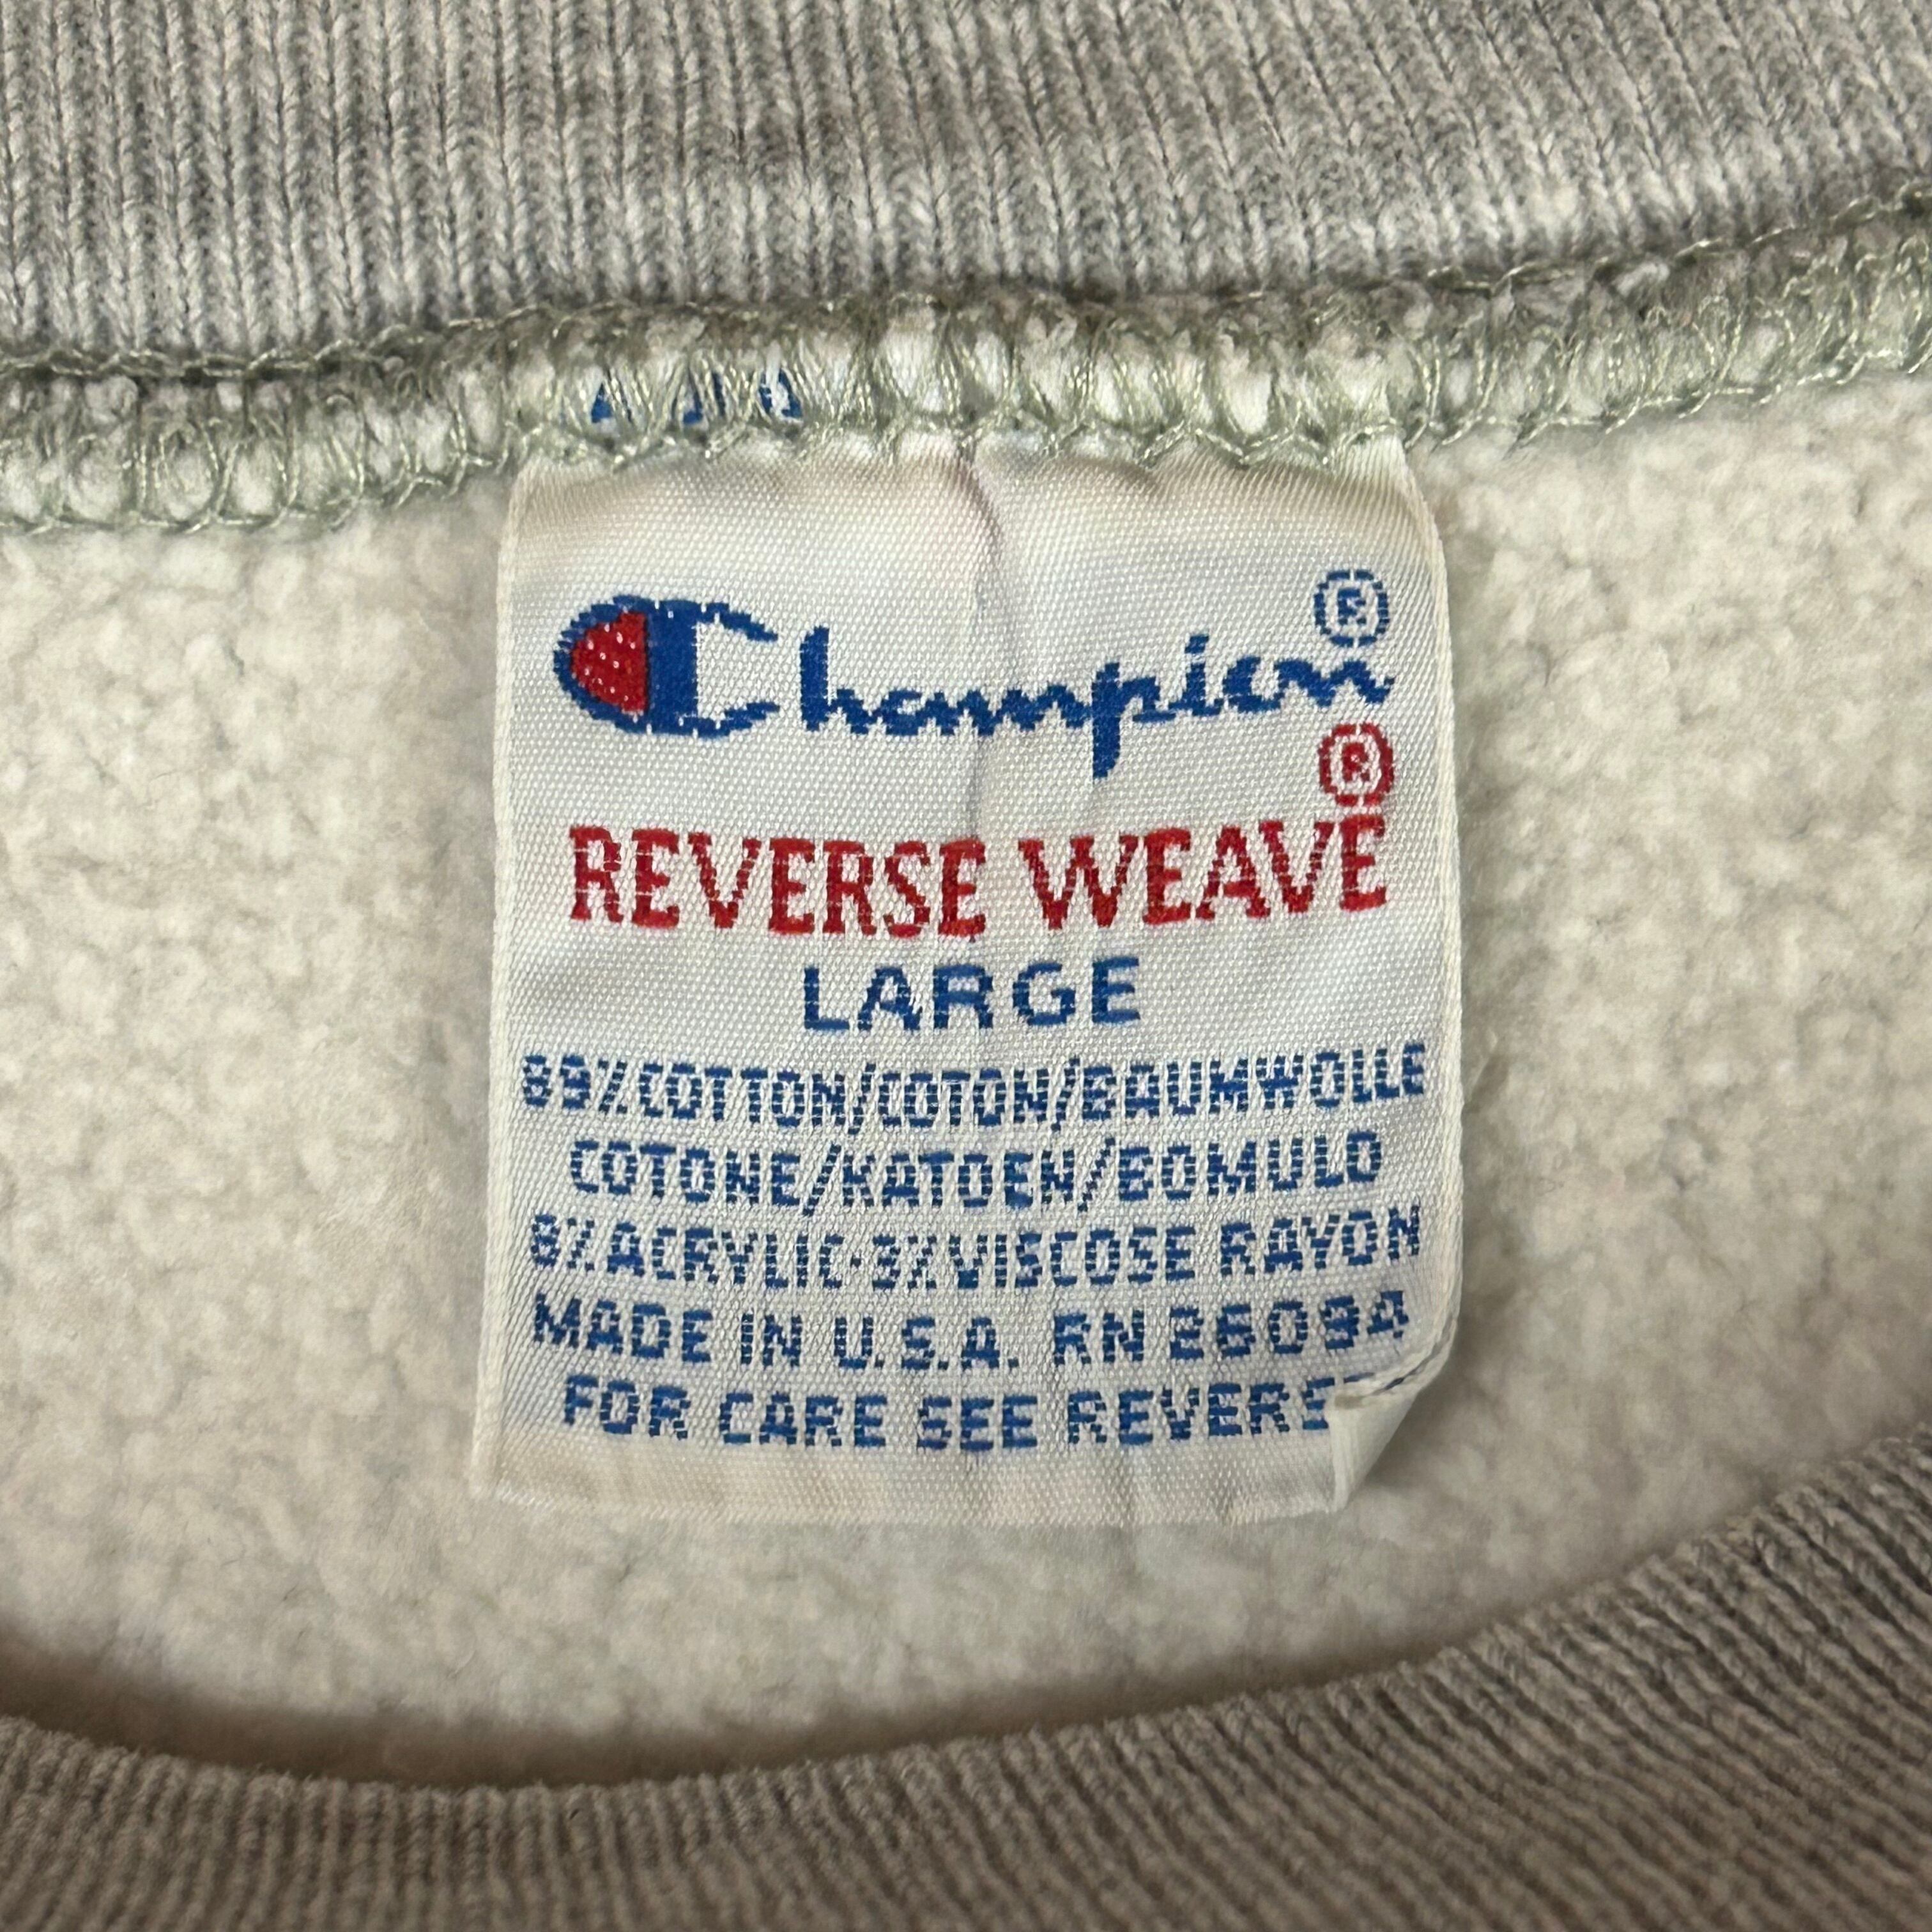 Champion®
®
REVERSE WEAVE
LARGE
89% COTTON/COTON/BAUMWOLLE
COTONE/KATOEN/BOMULD
8% ACRYLIC·3% VISCOSE RAYON
MADE IN U.S.A. RN 26094
FOR CARE SEE REVERSE